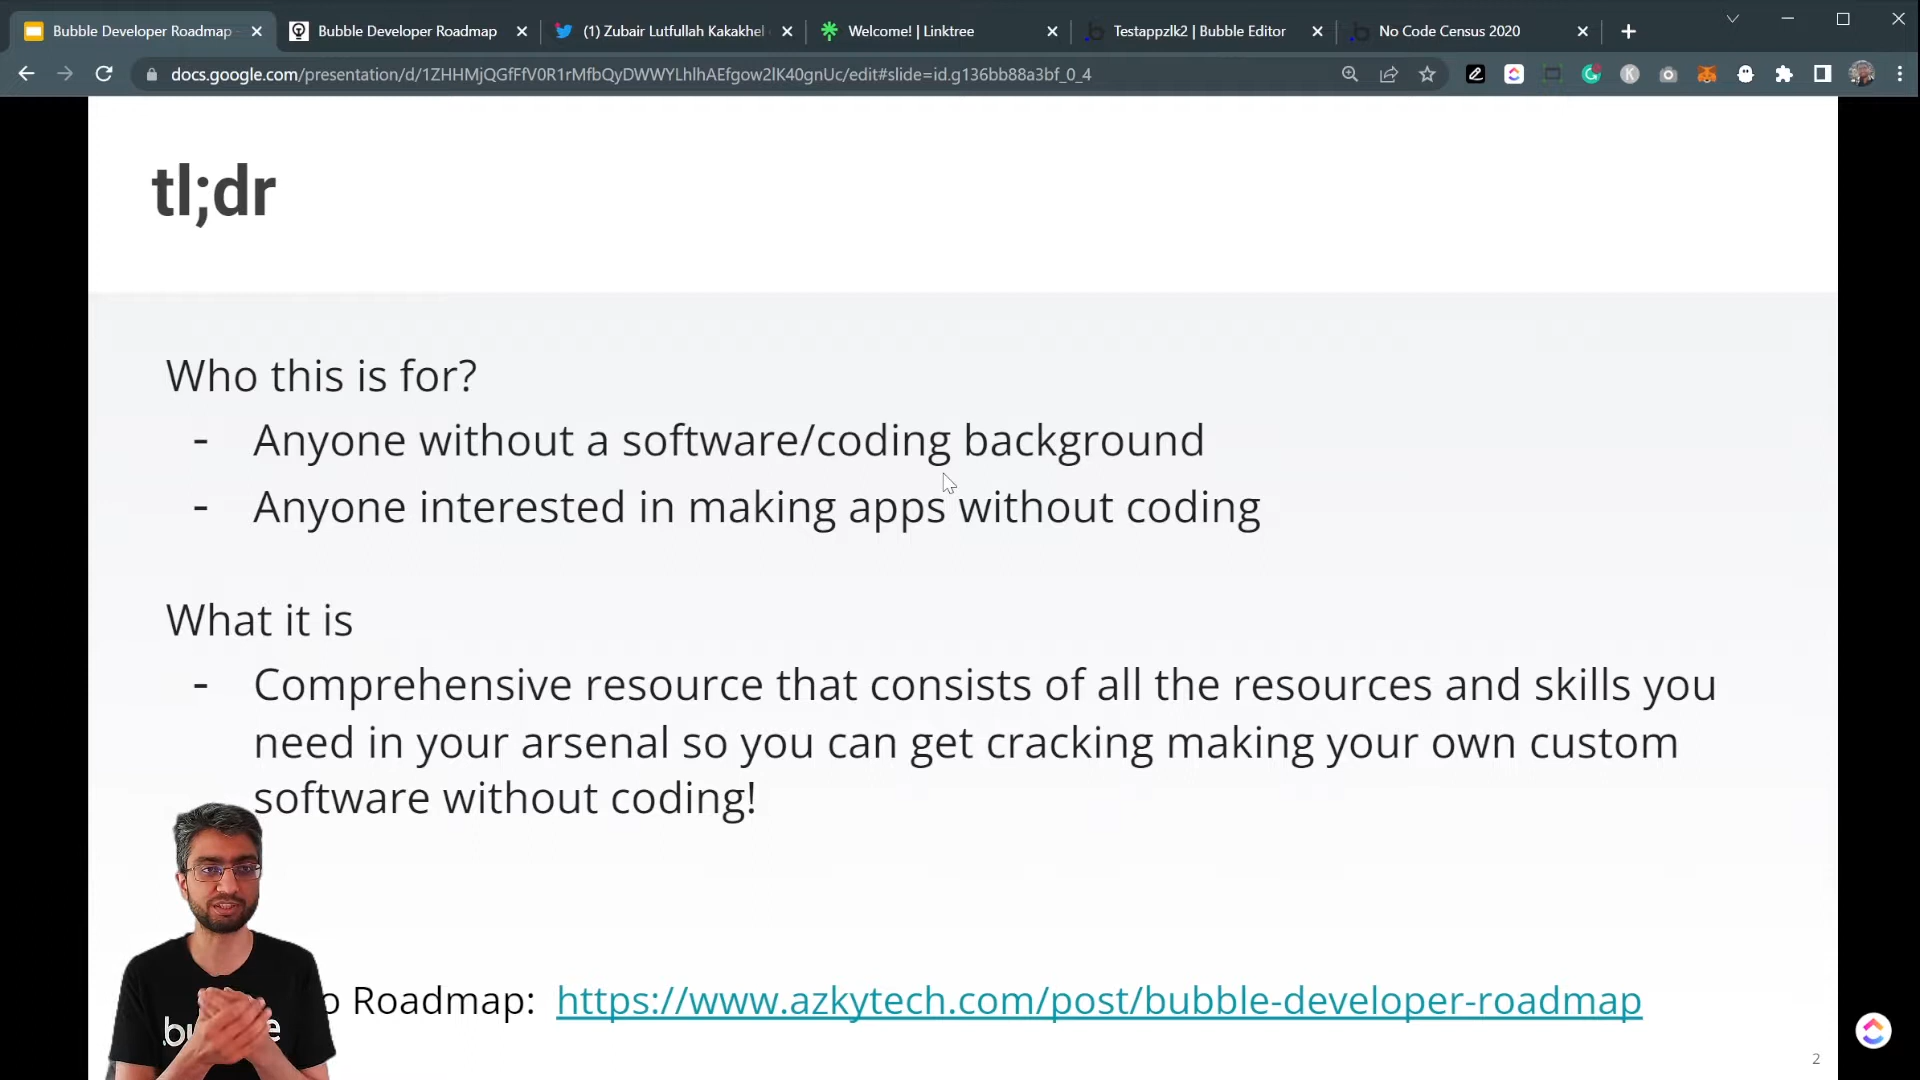 Bubble Developer Roadmap -
Bubble Developer Roadmap
(1) Zubair Lutfullah Kakakhel
Welcome! | Linktree
Testappzlk2 | Bubble Editor
No Code Census 2020
docs.google.com/presentation/d/1ZHHMjQGfFfV0R1rMfbQyDWWYLhlhAEfgow2lK40gnUc/edit#slide=id.g136bb88a3bf_0_4
tl;dr
Who this is for?
- Anyone without a software/coding background
- Anyone interested in making apps without coding
What it is
- Comprehensive resource that consists of all the resources and skills you
need in your arsenal so you can get cracking making your own custom
software without coding!
o Roadmap: https://www.azkytech.com/post/bubble-developer-roadmap
2